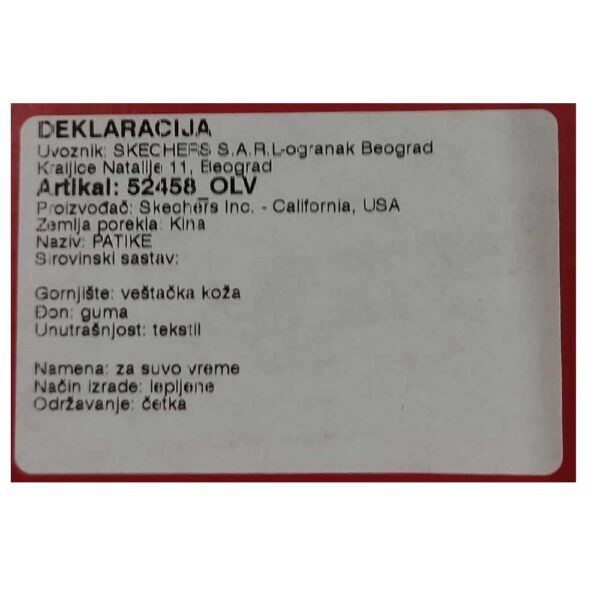 DEKLARACIJA
Uvoznik: SKECHERS S.A.R.L-ogranak Beograd
Kraljice Natalije 11, Beograd
Artikal: 52458_OLV
Proizvođač: Skechers Inc. - California, USA
Zemlja porekla: Kina
Naziv: PATIKE
Sirovinski sastav:
Gornjište: veštačka koža
Đon: guma
Unutrašnjost: tekstil
Namena: za suvo vreme
Način izrade: lepljene
Održavanje: četka